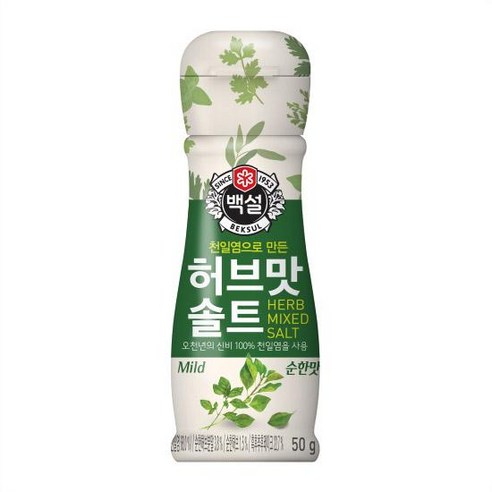 SINCE 1953
백설
BEKSUL
천일염으로 만든
허브맛
솔트
HERB
MIXED
SALT
오천년의 신비 100% 천일염을 사용
Mild 순한맛
50 g